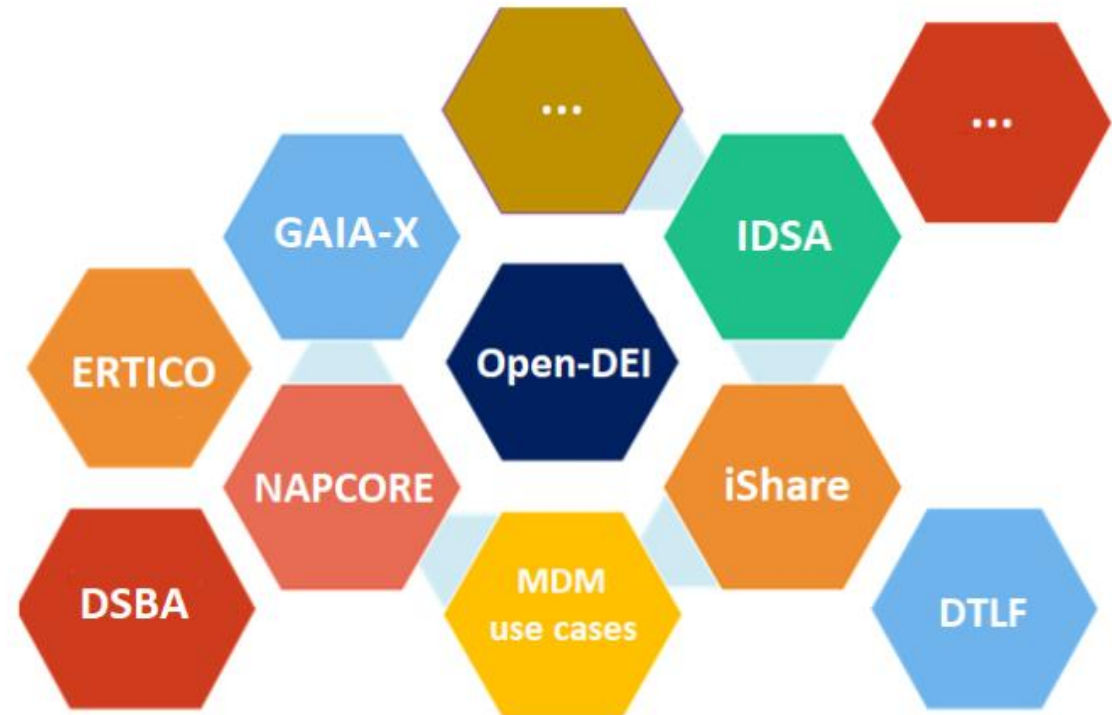 ...
...
GAIA-X
IDSA
ERTICO
Open-DEI
NAPCORE
iShare
DSBA
MDM
use cases
DTLF